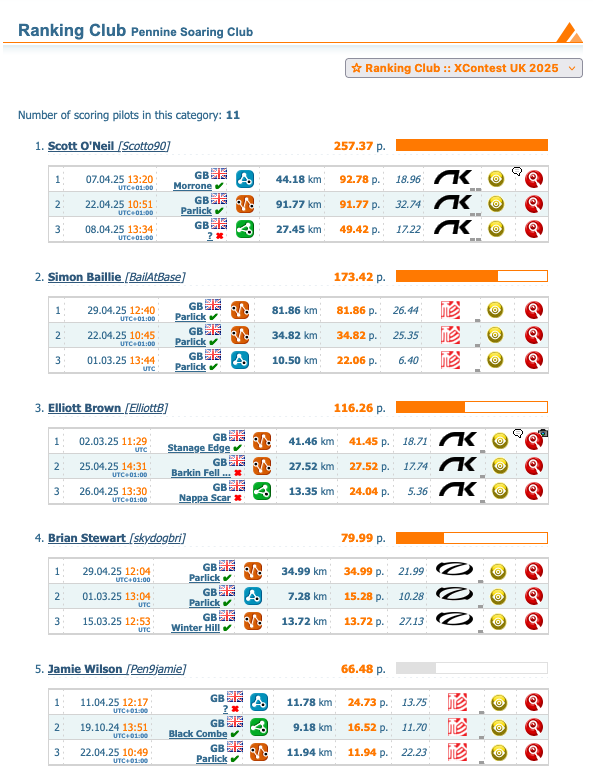 Ranking Club Pennine Soaring Club
☆ Ranking Club :: XContest UK 2025
Number of scoring pilots in this category: 11
1. Scott O'Neil [Scotto90] 257.37 p.
1 07.04.25 13:20 UTC+01:00 GB Morrone ✔ 44.18 km 92.78 p. 18.96
2 22.04.25 10:51 UTC+01:00 GB Parlick ✔ 91.77 km 91.77 p. 32.74
3 08.04.25 13:34 UTC+01:00 GB ? ✖ 27.45 km 49.42 p. 17.22
2. Simon Baillie [BailAtBase] 173.42 p.
1 29.04.25 12:40 UTC+01:00 GB Parlick ✔ 81.86 km 81.86 p. 26.44
2 22.04.25 10:45 UTC+01:00 GB Parlick ✔ 34.82 km 34.82 p. 25.35
3 01.03.25 13:44 UTC GB Parlick ✔ 10.50 km 22.06 p. 6.40
3. Elliott Brown [ElliottB] 116.26 p.
1 02.03.25 11:29 UTC GB Stanage Edge ✔ 41.46 km 41.45 p. 18.71
2 25.04.25 14:31 UTC+01:00 GB Barkin Fell ... ✖ 27.52 km 27.52 p. 17.74
3 26.04.25 13:30 UTC+01:00 GB Nappa Scar ✖ 13.35 km 24.04 p. 5.36
4. Brian Stewart [skydogbri] 79.99 p.
1 29.04.25 12:04 UTC+01:00 GB Parlick ✔ 34.99 km 34.99 p. 21.99
2 01.03.25 13:04 UTC GB Parlick ✔ 7.28 km 15.28 p. 10.28
3 15.03.25 12:53 UTC GB Winter Hill ✔ 13.72 km 13.72 p. 27.13
5. Jamie Wilson [Pen9jamie] 66.48 p.
1 11.04.25 12:17 UTC+01:00 GB ? ✖ 11.78 km 24.73 p. 13.75
2 19.10.24 13:51 UTC+01:00 GB Black Combe ✔ 9.18 km 16.52 p. 11.70
3 22.04.25 10:49 UTC+01:00 GB Parlick ✔ 11.94 km 11.94 p. 22.23